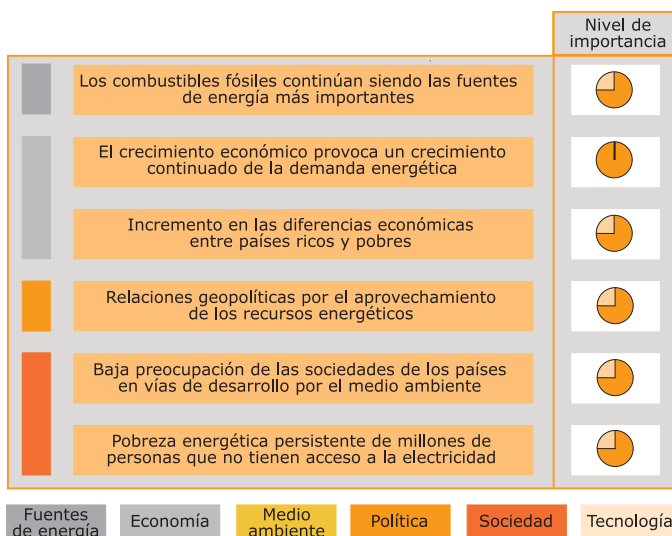 Nivel de
importancia
Los combustibles fósiles continúan siendo las fuentes
de energía más importantes
El crecimiento económico provoca un crecimiento
continuado de la demanda energética
Incremento en las diferencias económicas
entre países ricos y pobres
Relaciones geopolíticas por el aprovechamiento
de los recursos energéticos
Baja preocupación de las sociedades de los países
en vías de desarrollo por el medio ambiente
Pobreza energética persistente de millones de
personas que no tienen acceso a la electricidad
Fuentes
de energía
Economía
Medio
ambiente
Política
Sociedad
Tecnología